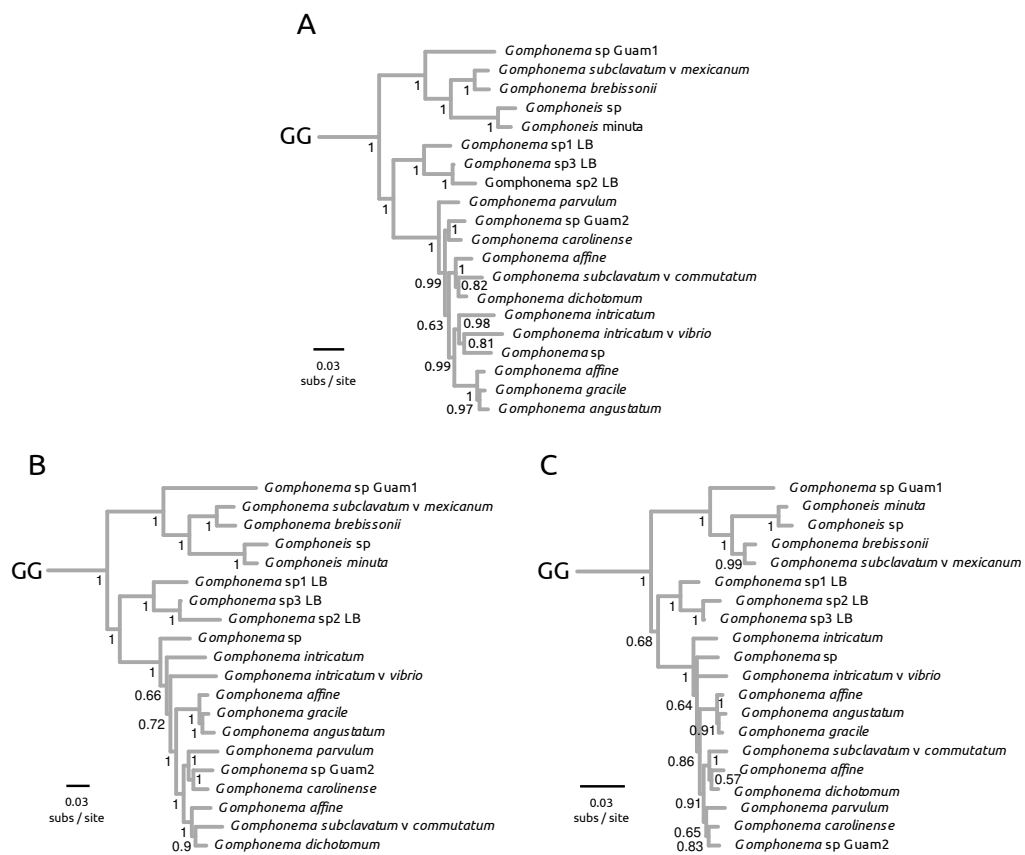 A
Gomphonema sp Guam1
Gomphonema subclavatum v mexicanum
1
1
Gomphonema brebissonii
1
Gomphoneis sp
1
Gomphoneis minuta
GG
1
Gomphonema sp1 LB
1
Gomphonema sp3 LB
1
Gomphonema sp2 LB
1
Gomphonema parvulum
Gomphonema sp Guam2
1
1
Gomphonema carolinense
Gomphonema affine
1
0.99
Gomphonema subclavatum v commutatum
0.82
Gomphonema dichotomum
Gomphonema intricatum
0.63
0.98
Gomphonema intricatum v vibrio
0.81
Gomphonema sp
0.99
Gomphonema affine
1
Gomphonema gracile
0.97
Gomphonema angustatum
0.03
subs / site
B
Gomphonema sp Guam1
Gomphonema subclavatum v mexicanum
1
1
Gomphonema brebissonii
1
Gomphoneis sp
1
Gomphoneis minuta
GG
1
Gomphonema sp1 LB
1
Gomphonema sp3 LB
1
Gomphonema sp2 LB
1
Gomphonema sp
1
Gomphonema intricatum
0.66
Gomphonema intricatum v vibrio
Gomphonema affine
0.72
1
Gomphonema gracile
1
Gomphonema angustatum
1
Gomphonema parvulum
1
Gomphonema sp Guam2
1
Gomphonema carolinense
1
Gomphonema affine
1
Gomphonema subclavatum v commutatum
0.9
Gomphonema dichotomum
0.03
subs / site
C
Gomphonema sp Guam1
Gomphoneis minuta
1
1
Gomphoneis sp
1
Gomphonema brebissonii
0.99
Gomphonema subclavatum v mexicanum
GG
1
Gomphonema sp1 LB
1
Gomphonema sp2 LB
1
Gomphonema sp3 LB
0.68
Gomphonema intricatum
1
Gomphonema sp
Gomphonema intricatum v vibrio
0.64
Gomphonema affine
1
Gomphonema angustatum
0.91
Gomphonema gracile
0.86
Gomphonema subclavatum v commutatum
1
Gomphonema affine
0.57
Gomphonema dichotomum
0.91
Gomphonema parvulum
0.65
Gomphonema carolinense
0.83
Gomphonema sp Guam2
0.03
subs / site